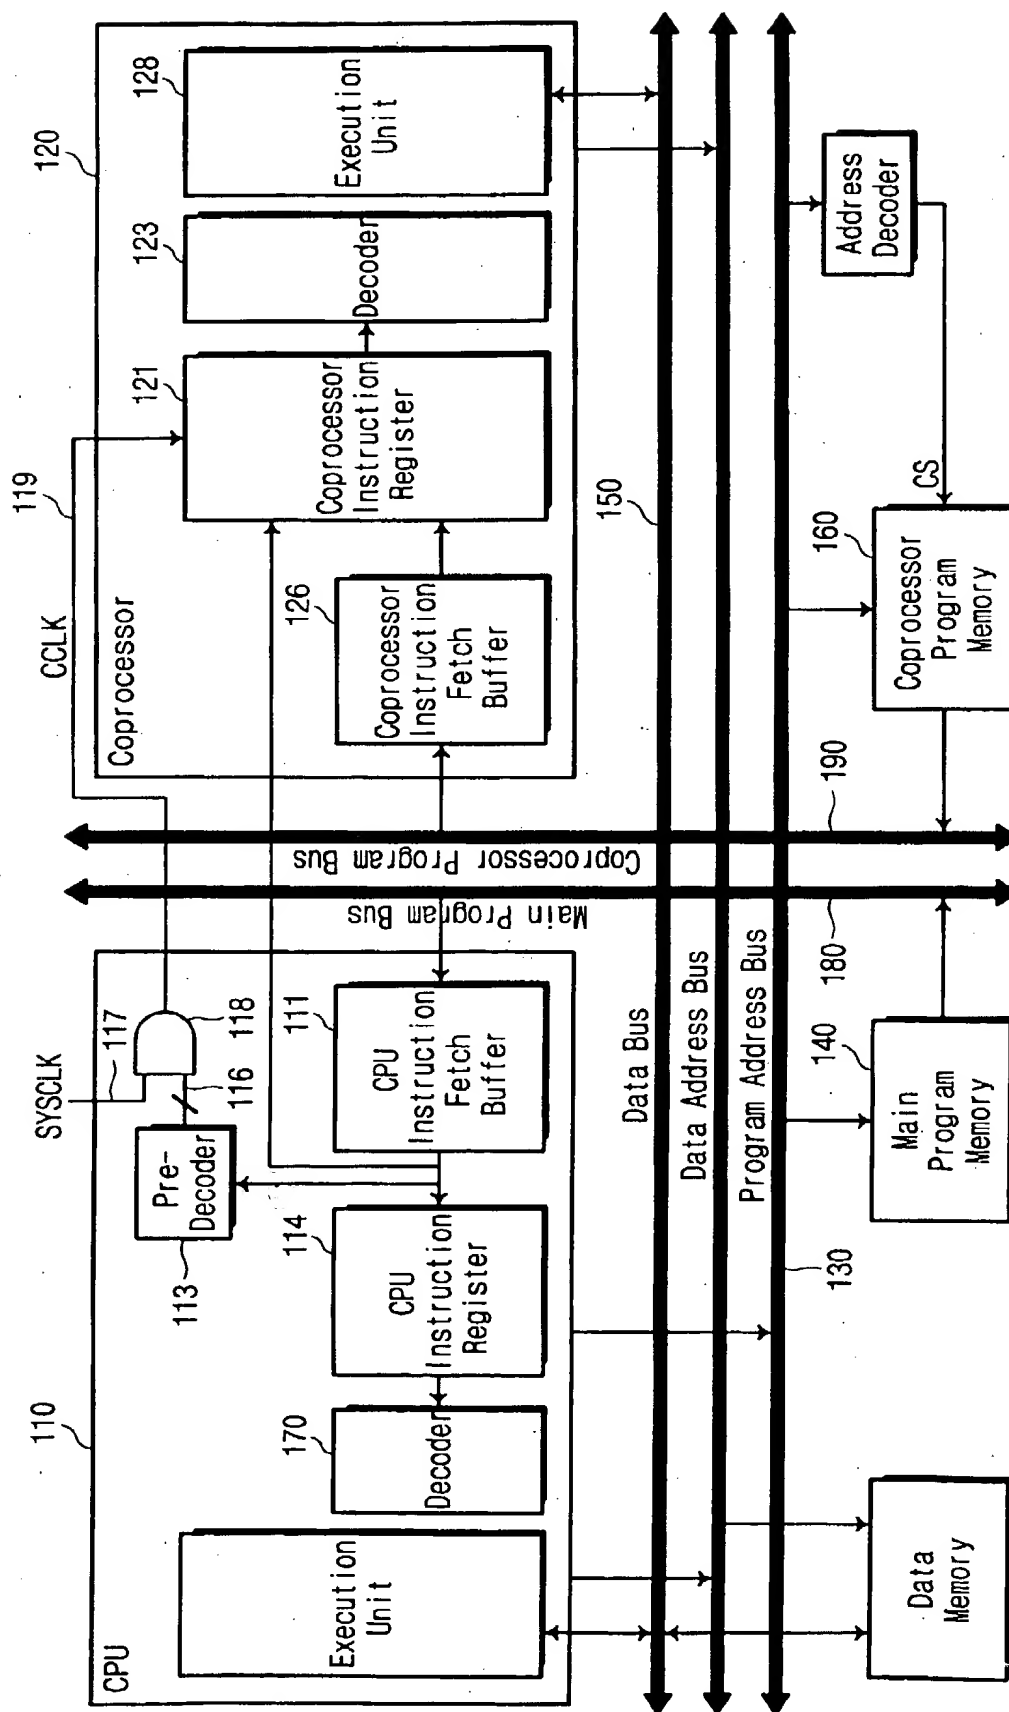 110
CPU
Execution
Unit
170
Decoder
114
CPU
Instruction
Register
113
Pre-
Decoder
SYSCLK
117
116
118
111
CPU
Instruction
Fetch
Buffer
Main Program Bus
Coprocessor Program Bus
CCLK
119
120
Coprocessor
126
Coprocessor
Instruction
Fetch
Buffer
121
Coprocessor
Instruction
Register
123
Decoder
128
Execution
Unit
Data Bus
150
Data Address Bus
Program Address Bus
130
180
190
Data
Memory
140
Main
Program
Memory
160
Coprocessor
Program
Memory
CS
Address
Decoder